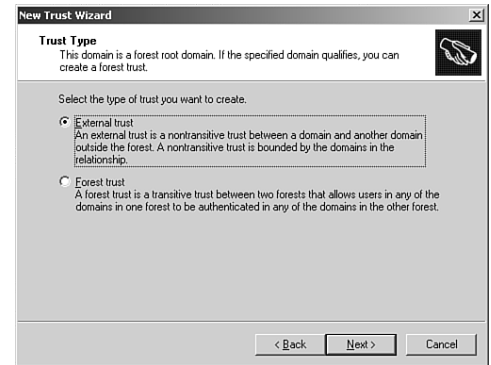 New Trust Wizard
Trust Type
This domain is a forest root domain. If the specified domain qualifies, you can
create a forest trust.
Select the type of trust you want to create.
External trust
An external trust is a nontransitive trust between a domain and another domain
outside the forest. A nontransitive trust is bounded by the domains in the
relationship.
Forest trust
A forest trust is a transitive trust between two forests that allows users in any of the
domains in one forest to be authenticated in any of the domains in the other forest.
< Back
Next >
Cancel